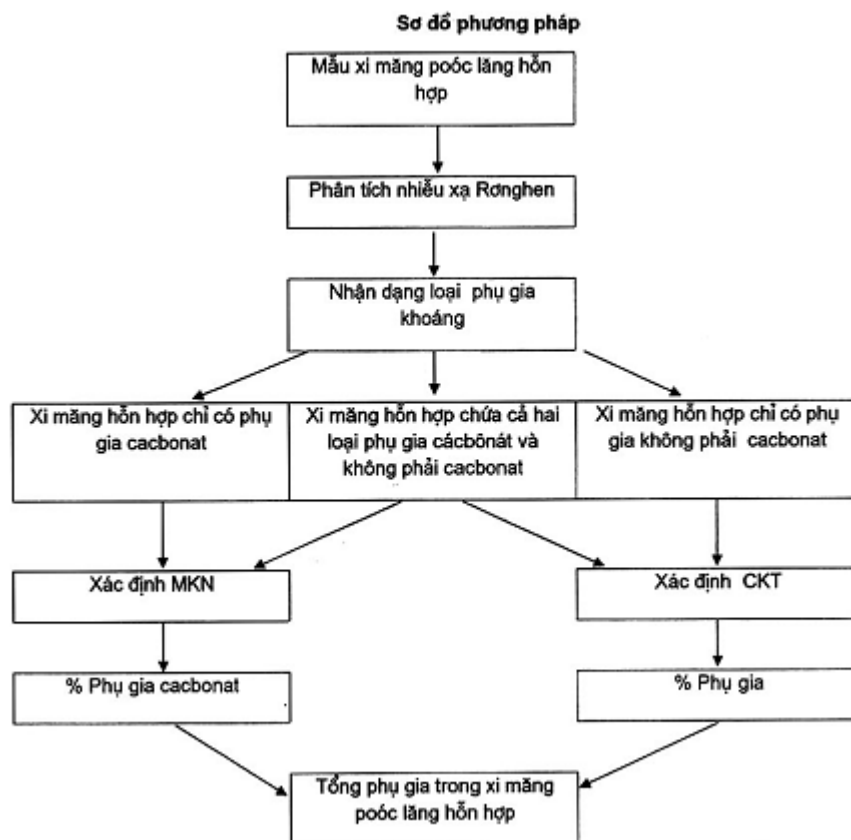 Sơ đồ phương pháp
Mẫu xi măng poóc lăng hỗn
hợp
Phân tích nhiễu xạ Rơnghen
Nhận dạng loại phụ gia
khoáng
Xi măng hỗn hợp chỉ có phụ
gia cacbonat
Xi măng hỗn hợp chứa cả hai
loại phụ gia cácbônát và
không phải cacbonat
Xi măng hỗn hợp chỉ có phụ
gia không phải cacbonat
Xác định MKN
Xác định CKT
% Phụ gia cacbonat
% Phụ gia
Tổng phụ gia trong xi măng
poóc lăng hỗn hợp